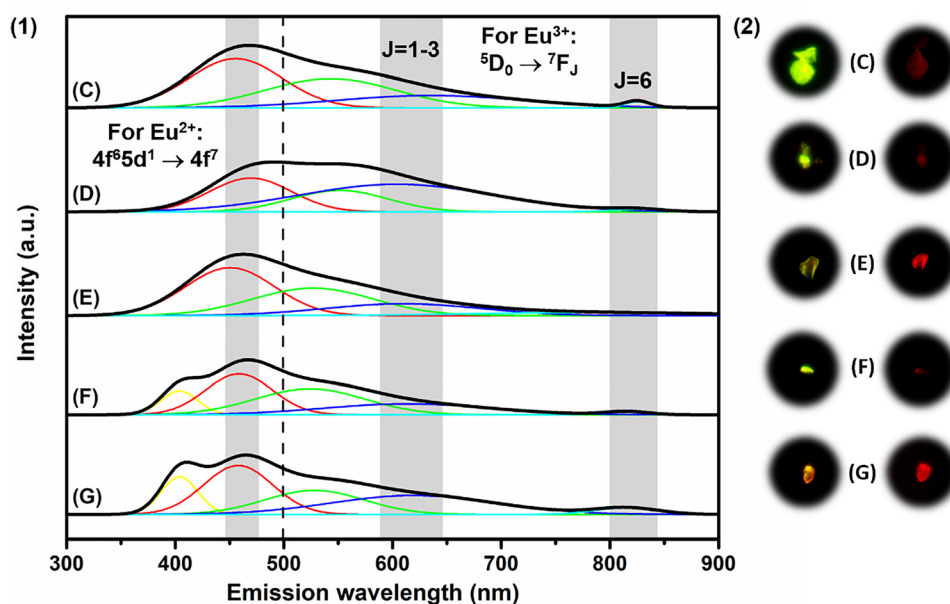 (1)
J=1-3
For Eu³⁺:
⁵D₀ → ⁷F_J
J=6
(C)
For Eu²⁺:
4f⁶5d¹ → 4f⁷
(D)
(E)
(F)
(G)
Intensity (a.u.)
300 400 500 600 700 800 900
Emission wavelength (nm)
(2)
(C)
(D)
(E)
(F)
(G)